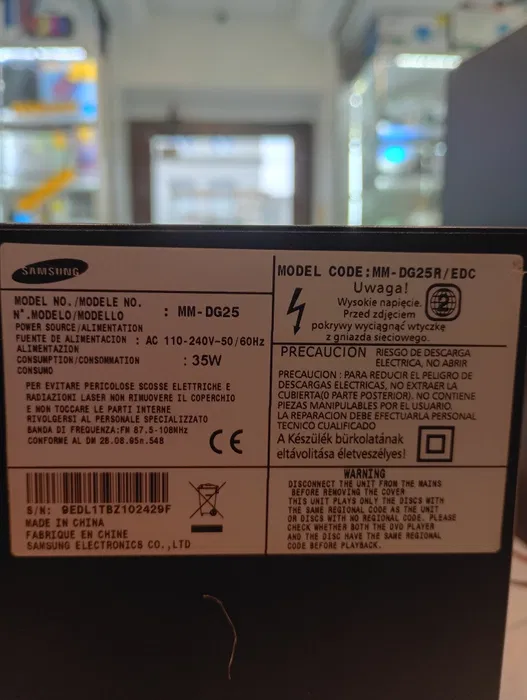 SAMSUNG
MODEL NO./MODELE NO.
N°.MODELO/MODELLO : MM-DG25
POWER SOURCE/ALIMENTATION
FUENTE DE ALIMENTACION : AC 110-240V~50/60Hz
ALIMENTAZION
CONSUMPTION/CONSOMMATION : 35W
CONSUMO
PER EVITARE PERICOLOSE SCOSSE ELETTRICHE E
RADIAZIONI LASER NON RIMUOVERE IL COPERCHIO
E NON TOCCARE LE PARTI INTERNE
RIVOLGERSI AL PERSONALE SPECIALIZZATO
BANDA DI FREQUENZA:FM 87.5-108MHz
CONFORME AL DM 28.08.95n.548
CE
S/N: 9EDL1TBZ102429F
MADE IN CHINA
FABRIQUE EN CHINE
SAMSUNG ELECTRONICS CO.,LTD
MODEL CODE:MM-DG25R/EDC
Uwaga!
Wysokie napięcie.
Przed zdjęciem
pokrywy wyciągnąć wtyczkę
z gniazda sieciowego.
2
PRECAUCIÓN RIESGO DE DESCARGA
ELECTRICA, NO ABRIR
PRECAUCION : PARA REDUCIR EL PELIGRO DE
DESCARGAS ELECTRICAS, NO EXTRAER LA
CUBIERTA(O PARTE POSTERIOR). NO CONTIENE
PIEZAS MANIPULABLES POR EL USUARIO.
LA REPARACION DEBE EFECTUARLA PERSONAL
TECNICO CUALIFICADO
A Készülék bürkolatának
eltávolítása életveszélyes!
WARNING
DISCONNECT THE UNIT FROM THE MAINS
BEFORE REMOVING THE COVER
THIS UNIT PLAYS ONLY THE DISCS WITH
THE SAME REGIONAL CODE AS THE UNIT
OR DISCS WITH NO REGIONAL CODE. PLEASE
CHECK WHETHER BOTH THE DVD PLAYER
AND THE DISC HAVE THE SAME REGIONAL
CODE BEFORE PLAYBACK.